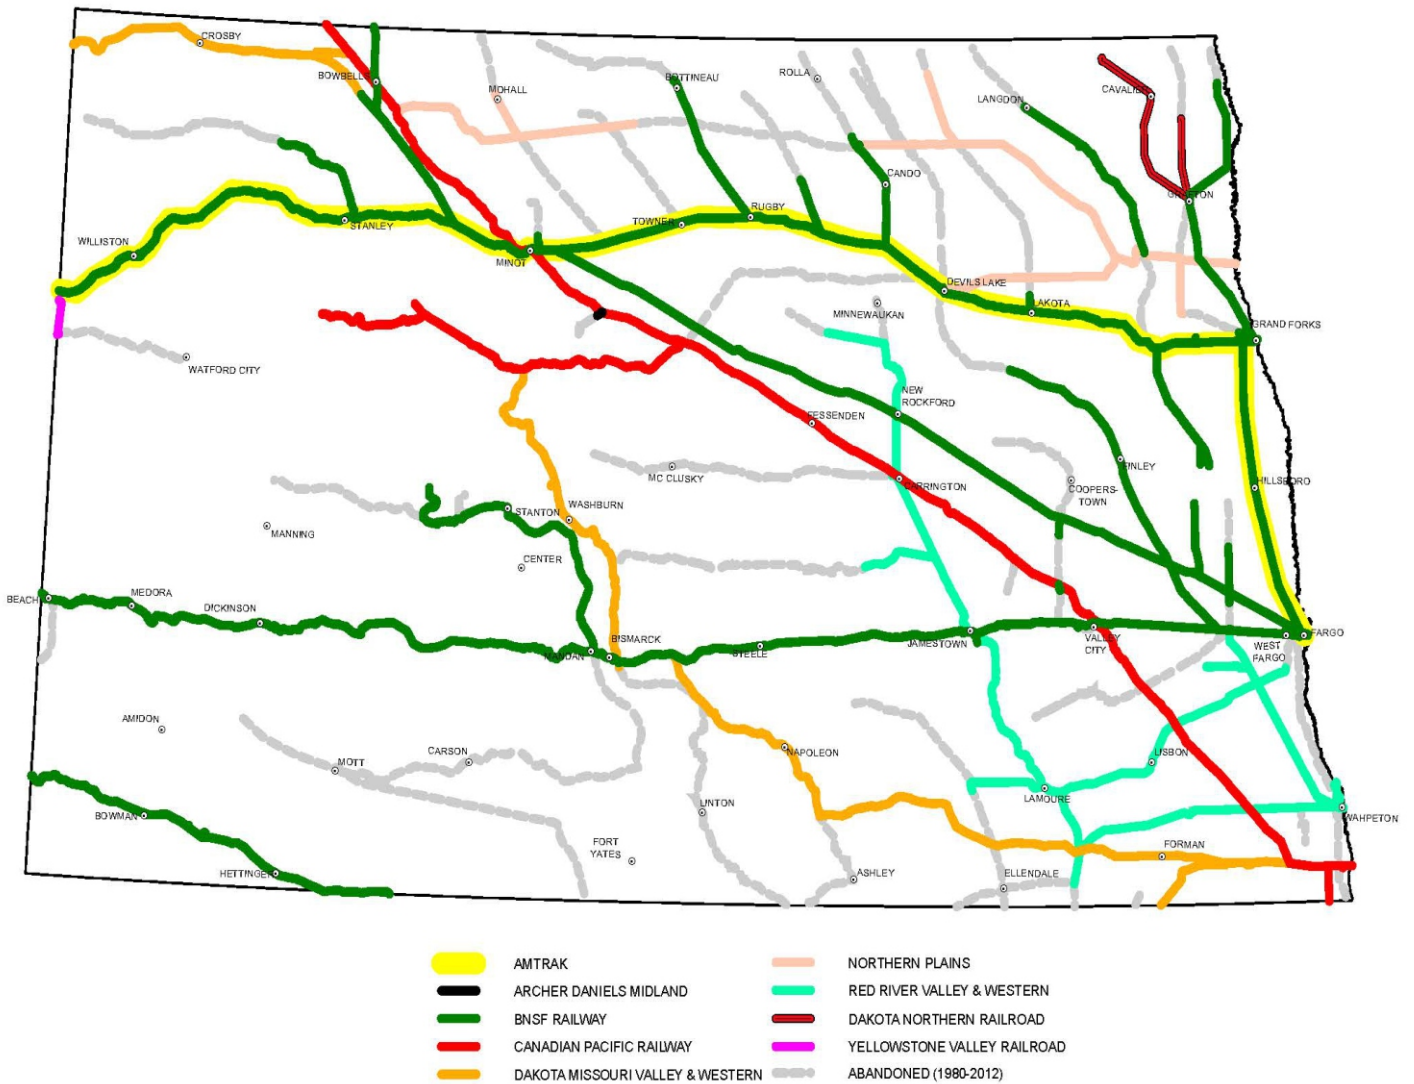 CROSBY
BOWBELLS
MOHALL
BOTTINEAU
ROLLA
LANGDON
CAVALIER
GRAFTON
CANDO
RUGBY
TOWNER
STANLEY
WILLISTON
MINOT
DEVILS LAKE
LAKOTA
MINNEWAUKAN
GRAND FORKS
WATFORD CITY
NEW
ROCKFORD
FESSENDEN
FINLEY
MC CLUSKY
CARRINGTON
COOPERS-
TOWN
HILLSBORO
STANTON
WASHBURN
MANNING
CENTER
BEACH
MEDORA
DICKINSON
BISMARCK
MANDAN
STEELE
JAMESTOWN
VALLEY
CITY
WEST
FARGO
FARGO
AMIDON
MOTT
CARSON
NAPOLEON
LISBON
LINTON
LAMOURE
WAHPETON
BOWMAN
HETTINGER
FORT
YATES
ASHLEY
ELLENDALE
FORMAN
AMTRAK
ARCHER DANIELS MIDLAND
BNSF RAILWAY
CANADIAN PACIFIC RAILWAY
DAKOTA MISSOURI VALLEY & WESTERN
NORTHERN PLAINS
RED RIVER VALLEY & WESTERN
DAKOTA NORTHERN RAILROAD
YELLOWSTONE VALLEY RAILROAD
ABANDONED (1980-2012)